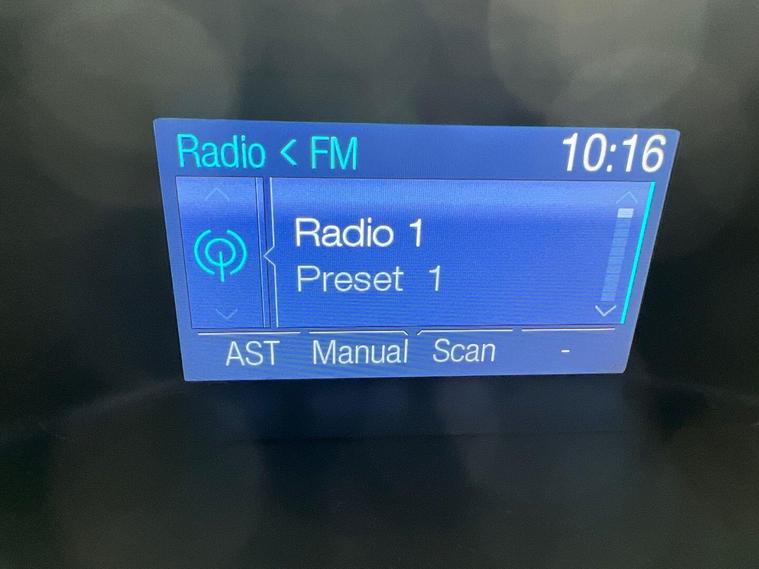 Radio < FM 10:16
Radio 1
Preset 1
AST Manual Scan -